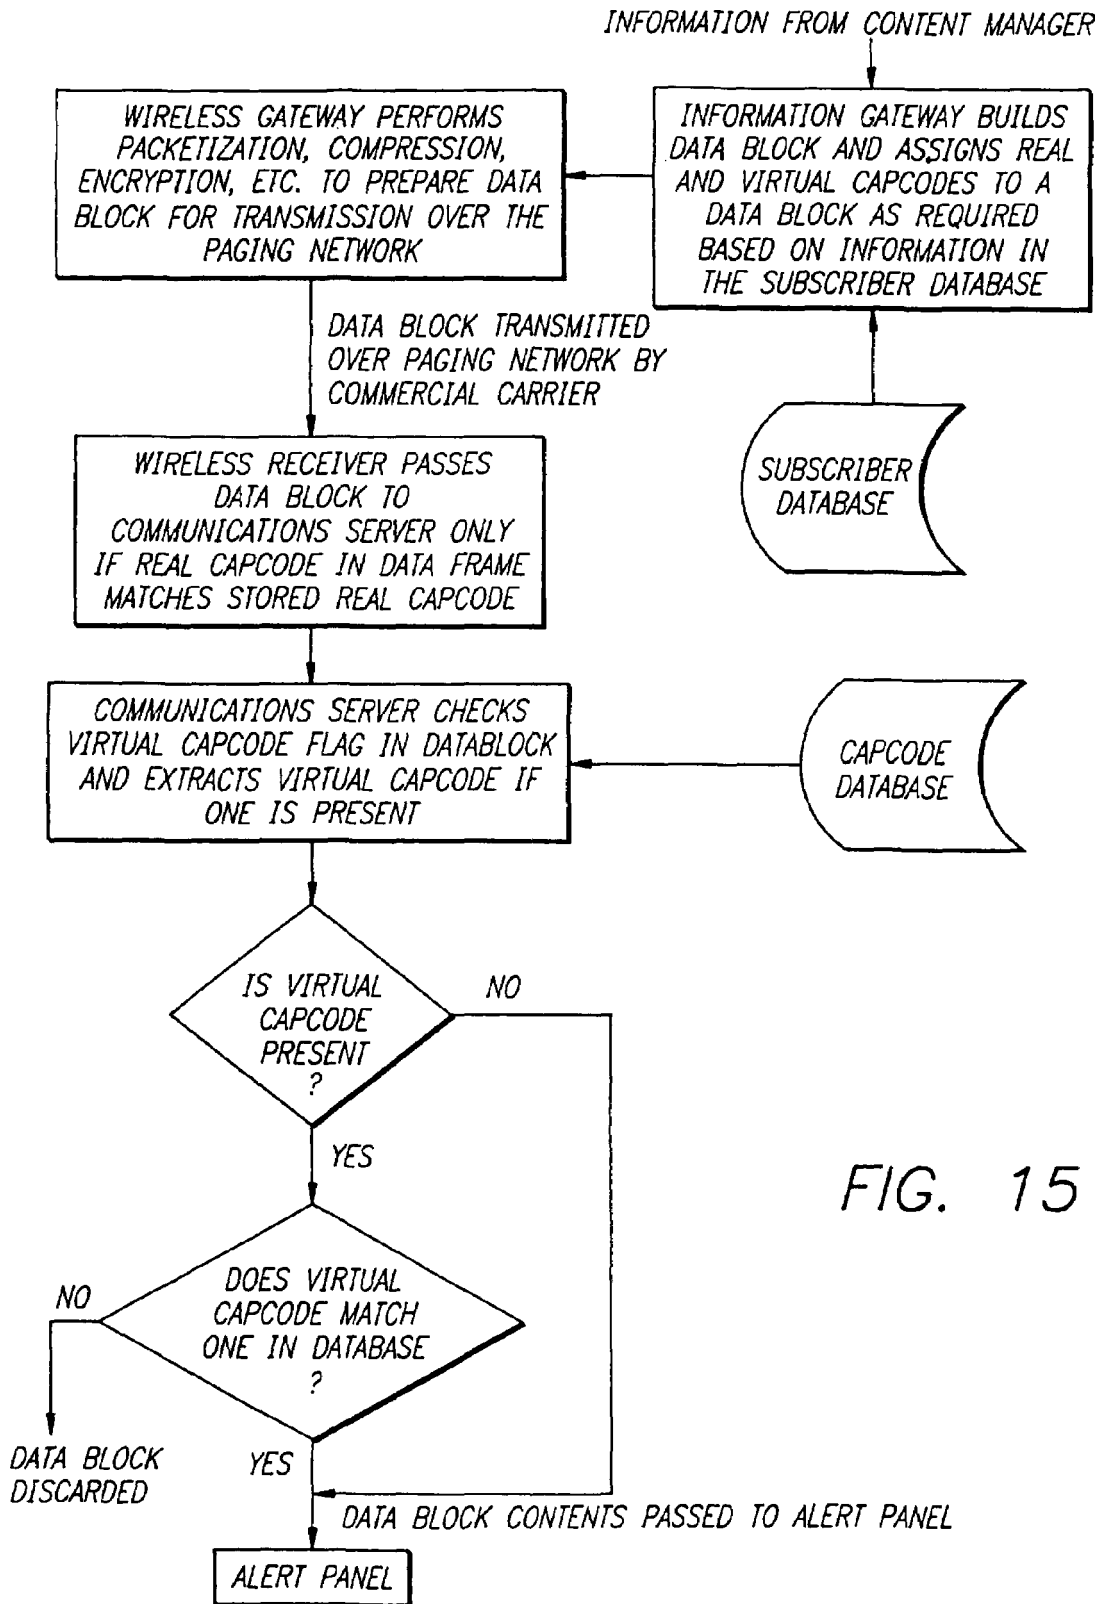 INFORMATION FROM CONTENT MANAGER
INFORMATION GATEWAY BUILDS
DATA BLOCK AND ASSIGNS REAL
AND VIRTUAL CAPCODES TO A
DATA BLOCK AS REQUIRED
BASED ON INFORMATION IN
THE SUBSCRIBER DATABASE
WIRELESS GATEWAY PERFORMS
PACKETIZATION, COMPRESSION,
ENCRYPTION, ETC. TO PREPARE DATA
BLOCK FOR TRANSMISSION OVER THE
PAGING NETWORK
DATA BLOCK TRANSMITTED
OVER PAGING NETWORK BY
COMMERCIAL CARRIER
SUBSCRIBER
DATABASE
WIRELESS RECEIVER PASSES
DATA BLOCK TO
COMMUNICATIONS SERVER ONLY
IF REAL CAPCODE IN DATA FRAME
MATCHES STORED REAL CAPCODE
COMMUNICATIONS SERVER CHECKS
VIRTUAL CAPCODE FLAG IN DATABLOCK
AND EXTRACTS VIRTUAL CAPCODE IF
ONE IS PRESENT
CAPCODE
DATABASE
IS VIRTUAL
CAPCODE
PRESENT
?
NO
YES
DOES VIRTUAL
CAPCODE MATCH
ONE IN DATABASE
?
NO
DATA BLOCK
DISCARDED
YES
DATA BLOCK CONTENTS PASSED TO ALERT PANEL
ALERT PANEL
FIG. 15